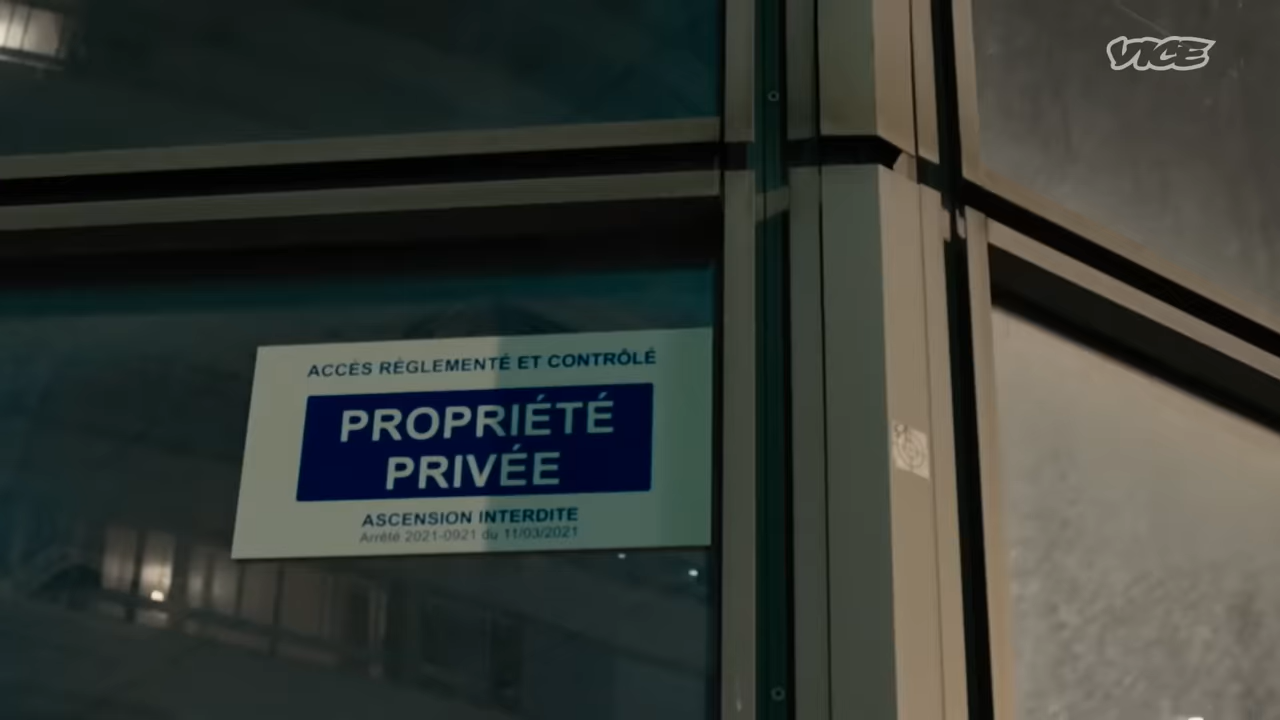 VICE
ACCÈS RÉGLEMENTÉ ET CONTRÔLÉ
PROPRIÉTÉ
PRIVÉE
ASCENSION INTERDITE
Arrêté 2021-0921 du 11/03/2021